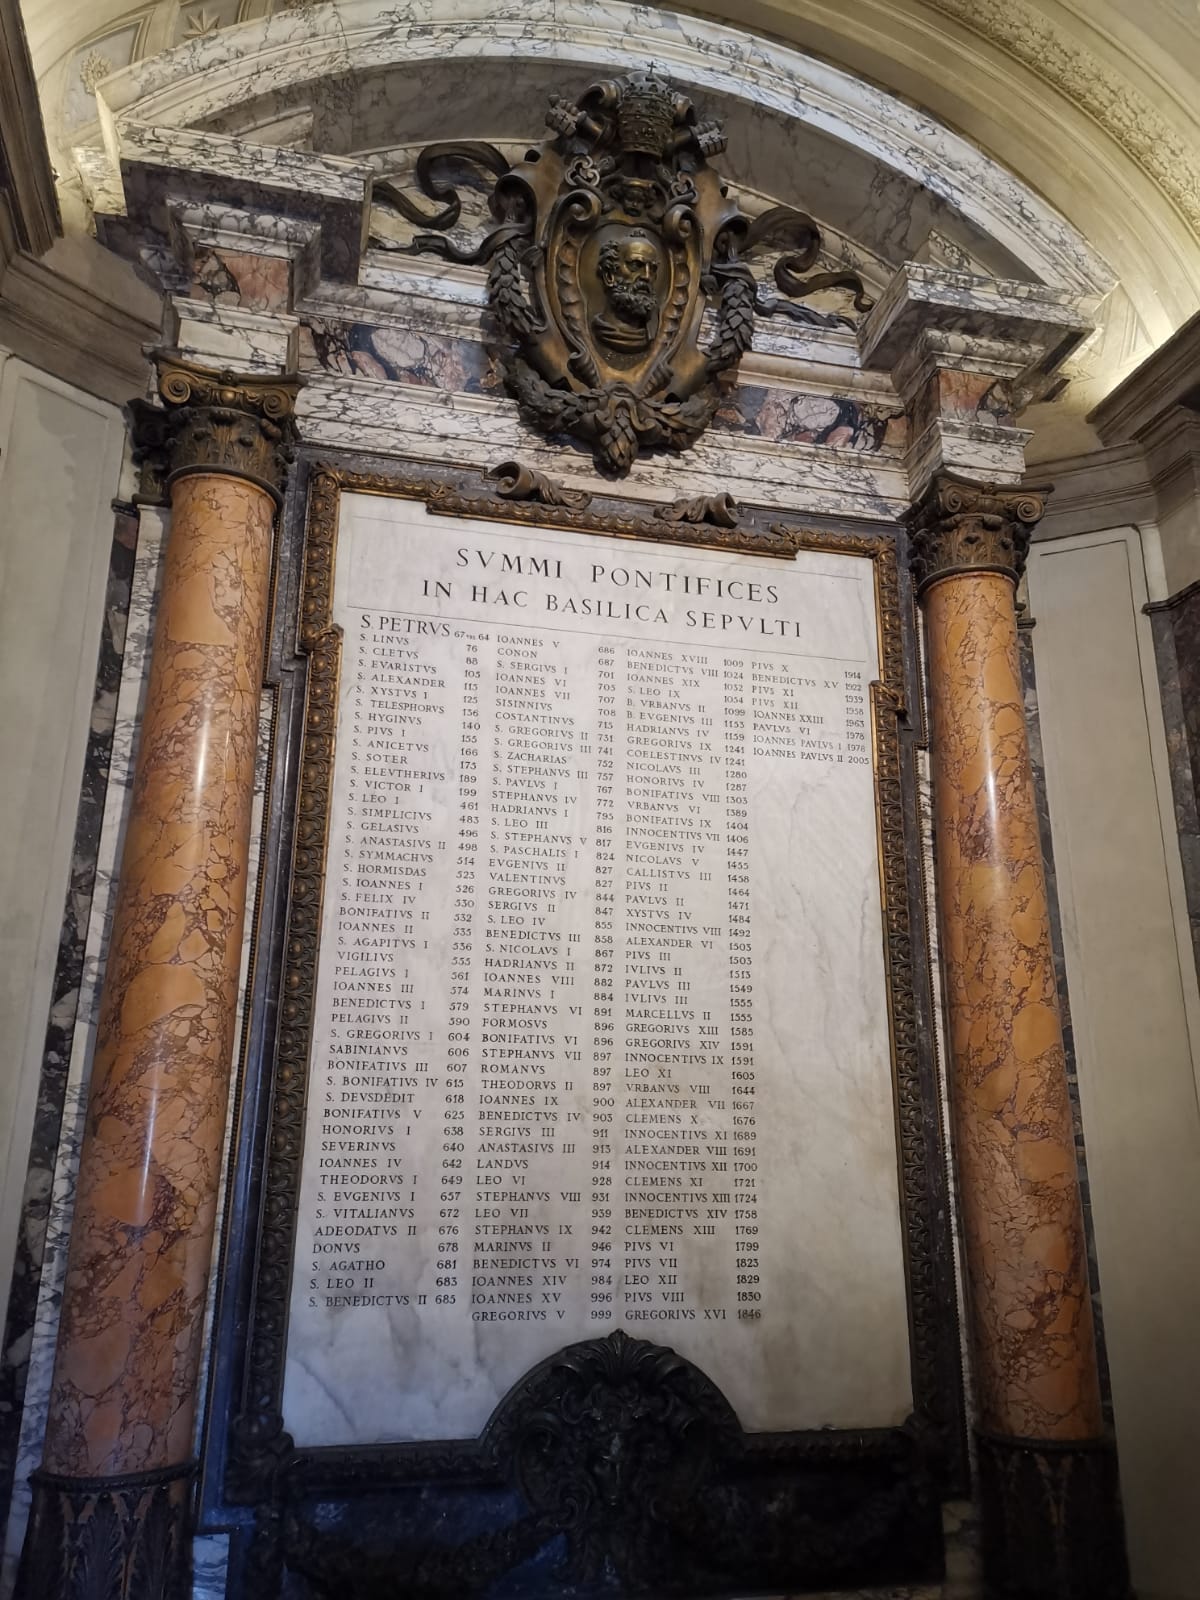 SVMMI PONTIFICES
IN HAC BASILICA SEPVLTI
S. PETRVS 67 vel 64
S. LINVS 76
S. CLETVS 88
S. EVARISTVS 105
S. ALEXANDER 115
S. XYSTVS I 125
S. TELESPHORVS 136
S. HYGINVS 140
S. PIVS I 155
S. ANICETVS 166
S. SOTER 175
S. ELEVTHERIVS 189
S. VICTOR I 199
S. LEO I 461
S. SIMPLICIVS 483
S. GELASIVS 496
S. ANASTASIVS II 498
S. SYMMACHVS 514
S. HORMISDAS 523
S. IOANNES I 526
S. FELIX IV 530
BONIFATIVS II 532
IOANNES II 535
S. AGAPITVS I 536
VIGILIVS 555
PELAGIVS I 561
IOANNES III 574
BENEDICTVS I 579
PELAGIVS II 590
S. GREGORIVS I 604
SABINIANVS 606
BONIFATIVS III 607
S. BONIFATIVS IV 615
S. DEVSDEDIT 618
BONIFATIVS V 625
HONORIVS I 638
SEVERINVS 640
IOANNES IV 642
THEODORVS I 649
S. EVGENIVS I 657
S. VITALIANVS 672
ADEODATVS II 676
DONVS 678
S. AGATHO 681
S. LEO II 683
S. BENEDICTVS II 685
IOANNES V 686
CONON 687
S. SERGIVS I 701
IOANNES VI 705
IOANNES VII 707
SISINNIVS 708
COSTANTINVS 715
S. GREGORIVS II 731
S. GREGORIVS III 741
S. ZACHARIAS 752
S. STEPHANVS III 757
S. PAVLVS I 767
STEPHANVS IV 772
HADRIANVS I 795
S. LEO III 816
S. STEPHANVS V 817
S. PASCHALIS I 824
EVGENIVS II 827
VALENTINVS 827
GREGORIVS IV 844
SERGIVS II 847
S. LEO IV 855
BENEDICTVS III 858
S. NICOLAVS I 867
HADRIANVS II 872
IOANNES VIII 882
MARINVS I 884
STEPHANVS VI 891
FORMOSVS 896
BONIFATIVS VI 896
STEPHANVS VII 897
ROMANVS 897
THEODORVS II 897
IOANNES IX 900
BENEDICTVS IV 903
SERGIVS III 911
ANASTASIVS III 913
LANDVS 914
LEO VI 928
STEPHANVS VIII 931
LEO VII 939
STEPHANVS IX 942
MARINVS II 946
BENEDICTVS VI 974
IOANNES XIV 984
IOANNES XV 996
GREGORIVS V 999
IOANNES XVIII 1009
BENEDICTVS VIII 1024
IOANNES XIX 1032
S. LEO IX 1054
B. VRBANVS II 1099
B. EVGENIVS III 1153
HADRIANVS IV 1159
GREGORIVS IX 1241
COELESTINVS IV 1241
NICOLAVS III 1280
HONORIVS IV 1287
BONIFATIVS VIII 1303
VRBANVS VI 1389
BONIFATIVS IX 1404
INNOCENTIVS VII 1406
EVGENIVS IV 1447
NICOLAVS V 1455
CALLISTVS III 1458
PIVS II 1464
PAVLVS II 1471
XYSTVS IV 1484
INNOCENTIVS VIII 1492
ALEXANDER VI 1503
PIVS III 1503
IVLIVS II 1513
PAVLVS III 1549
IVLIVS III 1555
MARCELLVS II 1555
GREGORIVS XIII 1585
GREGORIVS XIV 1591
INNOCENTIVS IX 1591
LEO XI 1605
VRBANVS VIII 1644
ALEXANDER VII 1667
CLEMENS X 1676
INNOCENTIVS XI 1689
ALEXANDER VIII 1691
INNOCENTIVS XII 1700
CLEMENS XI 1721
INNOCENTIVS XIII 1724
BENEDICTVS XIV 1758
CLEMENS XIII 1769
PIVS VI 1799
PIVS VII 1823
LEO XII 1829
PIVS VIII 1830
GREGORIVS XVI 1846
PIVS X 1914
BENEDICTVS XV 1922
PIVS XI 1939
PIVS XII 1958
IOANNES XXIII 1963
PAVLVS VI 1978
IOANNES PAVLVS I 1978
IOANNES PAVLVS II 2005